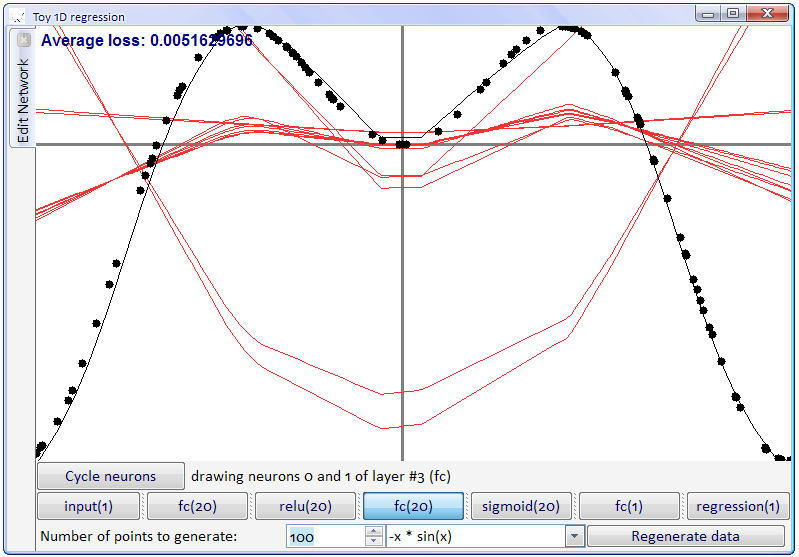 Toy 1D regression
Average loss: 0.0051629696
Edit Network
Cycle neurons drawing neurons 0 and 1 of layer #3 (fc)
input(1) fc(20) relu(20) fc(20) sigmoid(20) fc(1) regression(1)
Number of points to generate: 100 -x * sin(x) Regenerate data